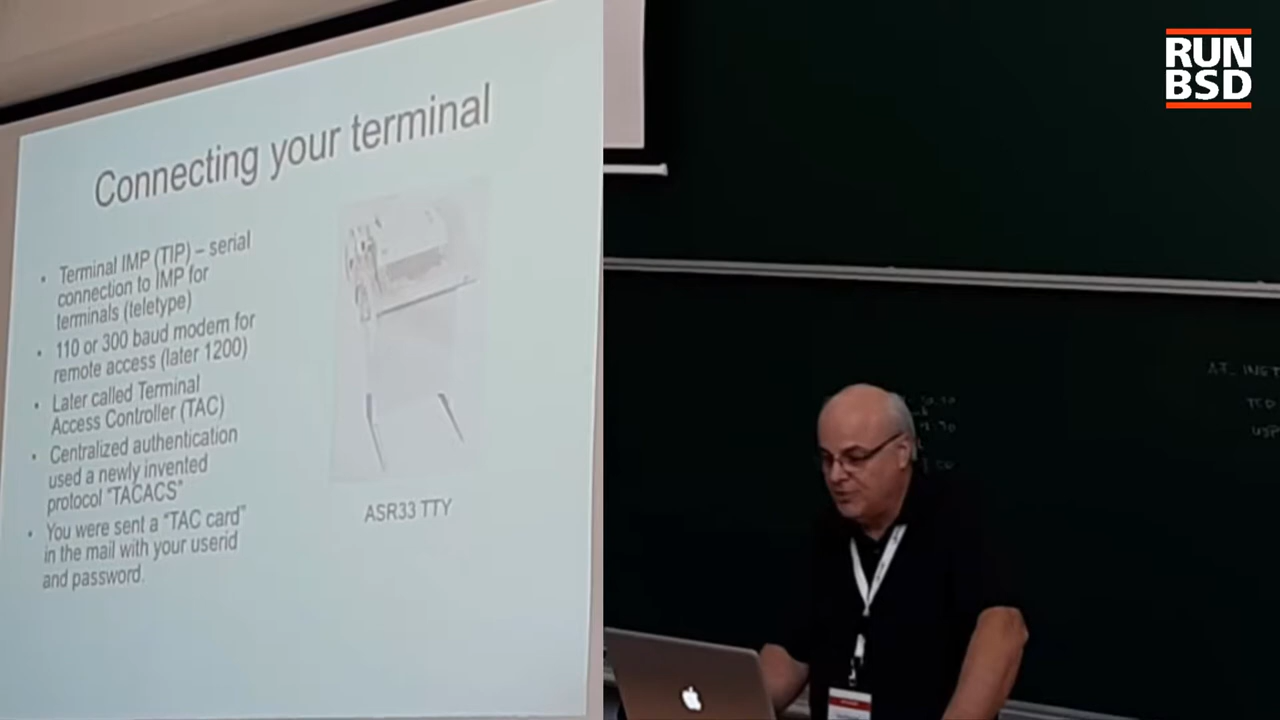 RUN
BSD
Connecting your terminal
• Terminal IMP (TIP) – serial
connection to IMP for
terminals (teletype)
• 110 or 300 baud modem for
remote access (later 1200)
• Later called Terminal
Access Controller (TAC)
• Centralized authentication
used a newly invented
protocol "TACACS"
• You were sent a "TAC card"
in the mail with your userid
and password.
ASR33 TTY